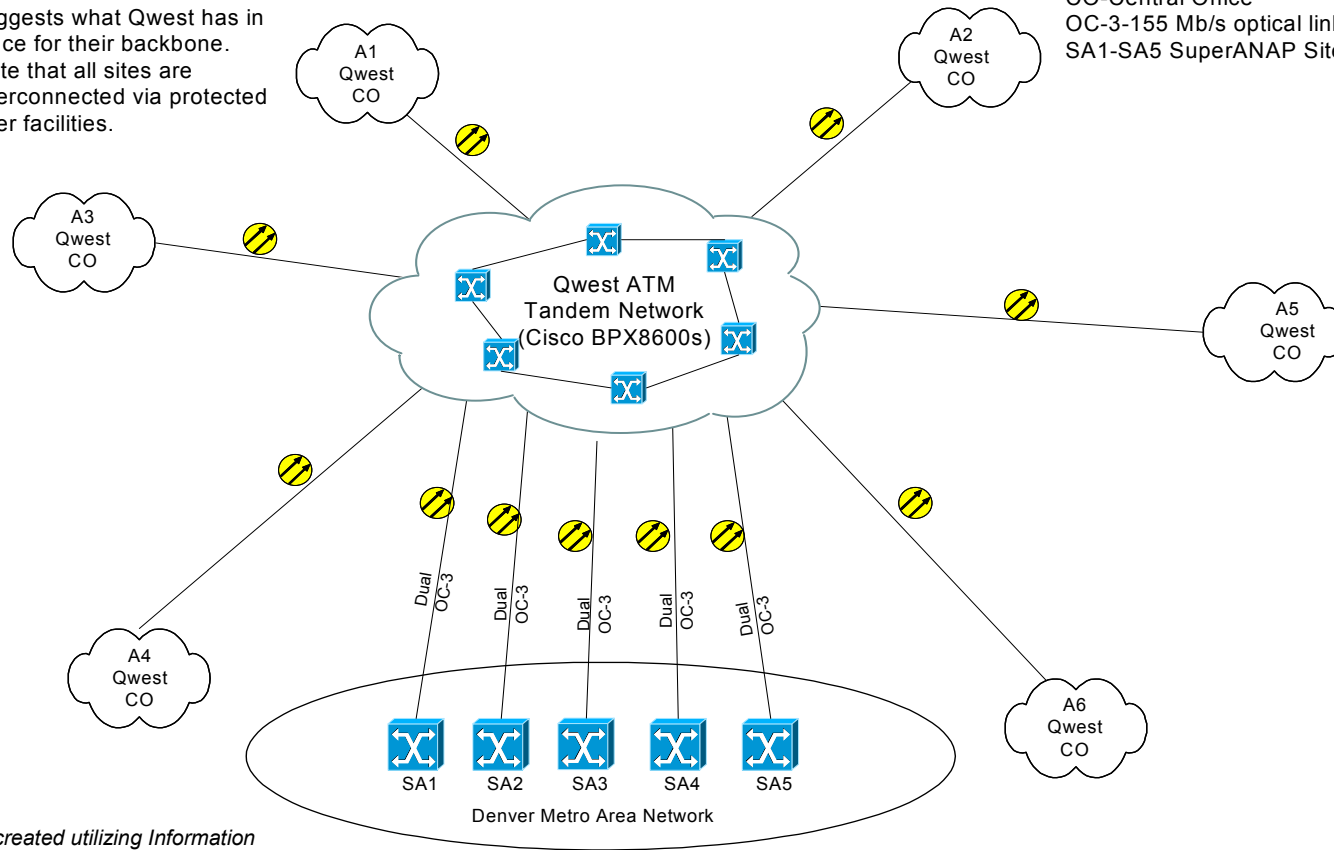 ggests what Qwest has in
ce for their backbone.
te that all sites are
erconnected via protected
er facilities.
A1
Qwest
CO
A2
Qwest
CO
CO-Central Office
OC-3-155 Mb/s optical lin
SA1-SA5 SuperANAP Site
A3
Qwest
CO
Qwest ATM
Tandem Network
(Cisco BPX8600s)
A5
Qwest
CO
Dual
OC-3
Dual
OC-3
Dual
OC-3
Dual
OC-3
Dual
OC-3
A4
Qwest
CO
A6
Qwest
CO
SA1
SA2
SA3
SA4
SA5
Denver Metro Area Network
created utilizing Information